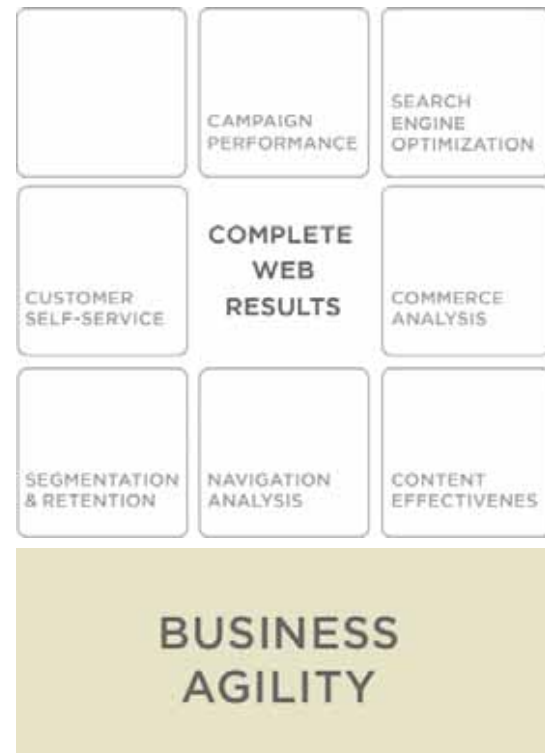 CAMPAIGN
PERFORMANCE
SEARCH
ENGINE
OPTIMIZATION
CUSTOMER
SELF-SERVICE
COMPLETE
WEB
RESULTS
COMMERCE
ANALYSIS
SEGMENTATION
& RETENTION
NAVIGATION
ANALYSIS
CONTENT
EFFECTIVENES
BUSINESS
AGILITY